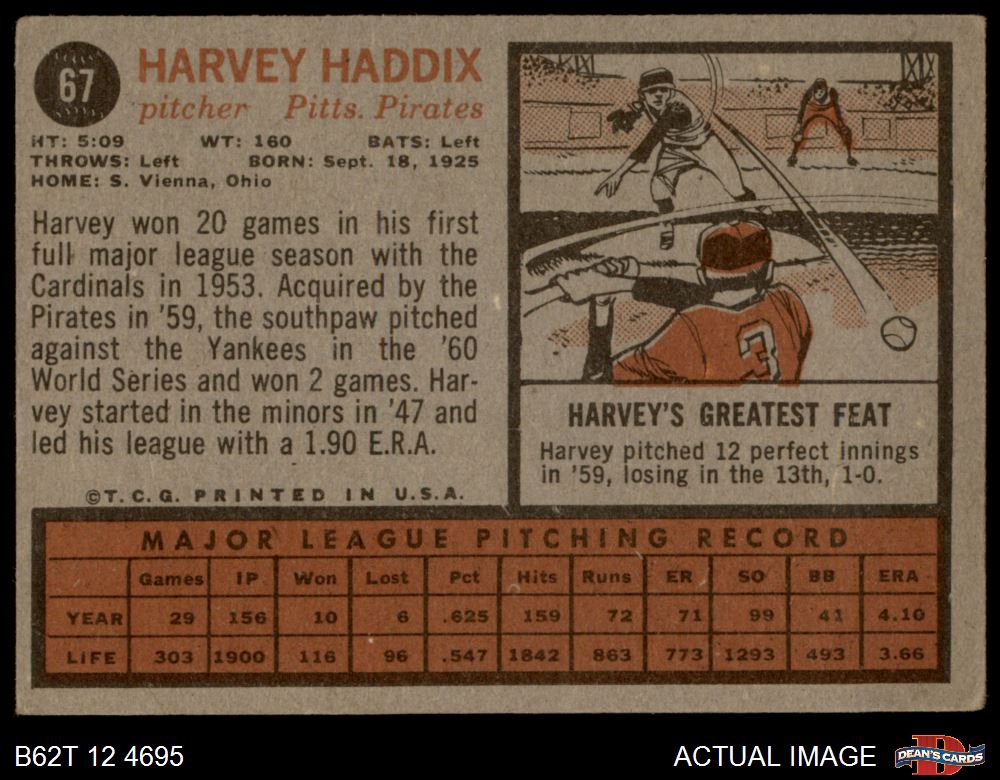 67
HARVEY HADDIX
pitcher Pitts. Pirates
HT: 5:09 WT: 160 BATS: Left
THROWS: Left BORN: Sept. 18, 1925
HOME: S. Vienna, Ohio
Harvey won 20 games in his first
full major league season with the
Cardinals in 1953. Acquired by the
Pirates in '59, the southpaw pitched
against the Yankees in the '60
World Series and won 2 games. Har-
vey started in the minors in '47 and
led his league with a 1.90 E.R.A.
©T.C.G. PRINTED IN U.S.A.
3
HARVEY'S GREATEST FEAT
Harvey pitched 12 perfect innings
in '59, losing in the 13th, 1-0.
MAJOR LEAGUE PITCHING RECORD
Games IP Won Lost Pct Hits Runs ER SO BB ERA
YEAR 29 156 10 6 .625 159 72 71 99 41 4.10
LIFE 303 1900 116 96 .547 1842 863 773 1293 493 3.66
B62T 12 4695
ACTUAL IMAGE
D
DEAN'S CARDS